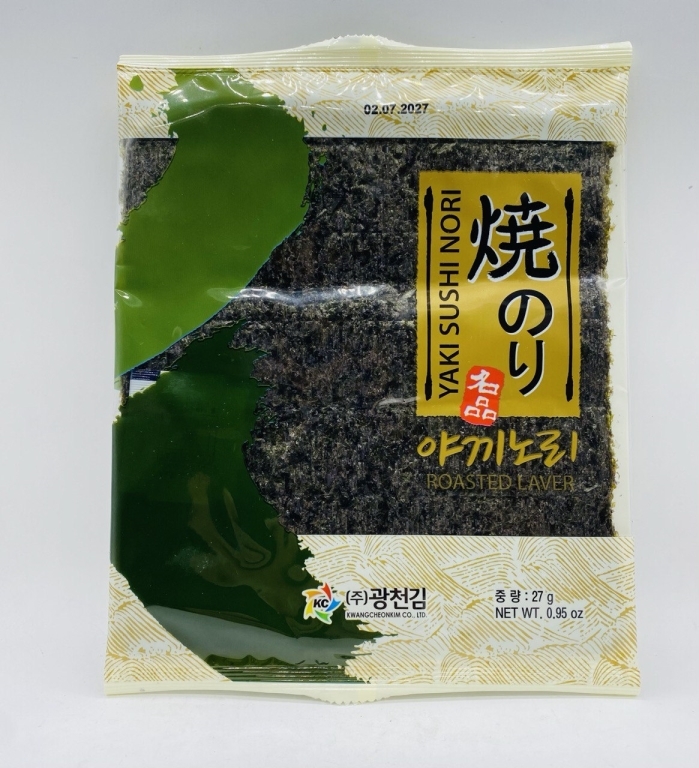 02.07.2027
YAKI SUSHI NORI
焼のり
名品
야끼노리
ROASTED LAVER
KC (주)광천김
KWANGCHEONKIM CO., LTD.
중 량 : 27 g
NET WT. 0.95 oz